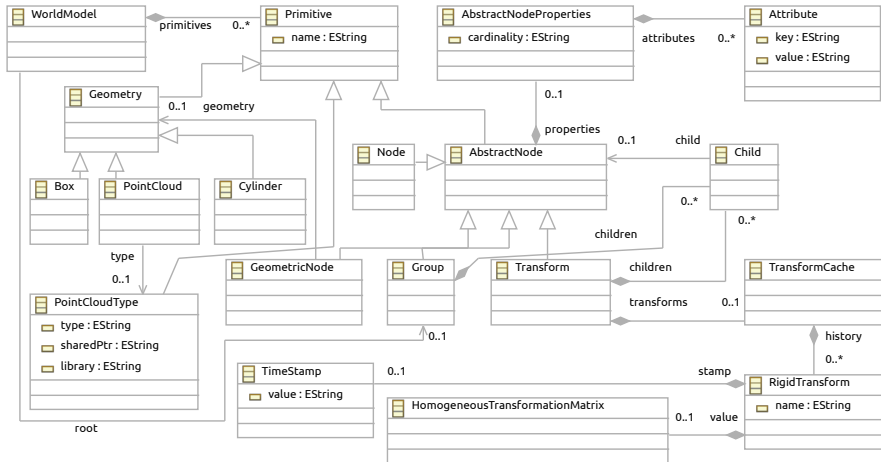 WorldModel
primitives
0..*
Primitive
name : EString
AbstractNodeProperties
cardinality : EString
attributes
0..*
Attribute
key : EString
value : EString
Geometry
0..1
geometry
0..1
properties
Node
AbstractNode
0..1
child
Child
Box
PointCloud
Cylinder
0..*
0..*
children
type
0..1
GeometricNode
Group
Transform
children
transforms
0..1
TransformCache
PointCloudType
type : EString
sharedPtr : EString
library : EString
0..1
history
0..*
TimeStamp
value : EString
0..1
stamp
RigidTransform
name : EString
HomogeneousTransformationMatrix
0..1
value
root